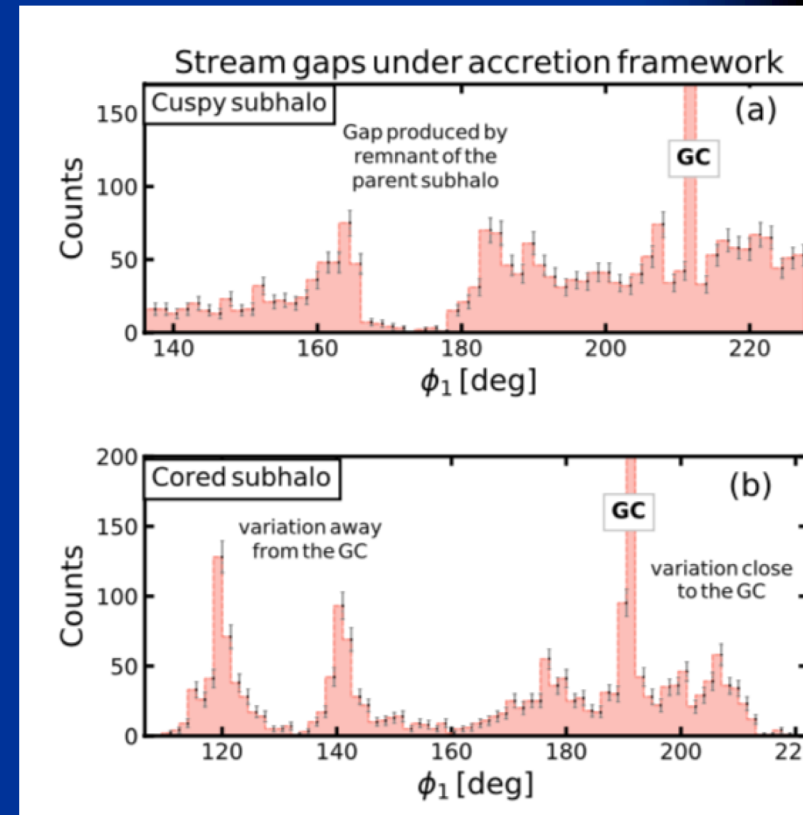 Stream gaps under accretion framework
Cuspy subhalo
(a)
Gap produced by
remnant of the
parent subhalo
GC
Counts
150
100
50
0
140 160 180 200 220
ϕ₁ [deg]
Cored subhalo
(b)
variation away
from the GC
GC
variation close
to the GC
Counts
200
150
100
50
0
120 140 160 180 200 22
ϕ₁ [deg]